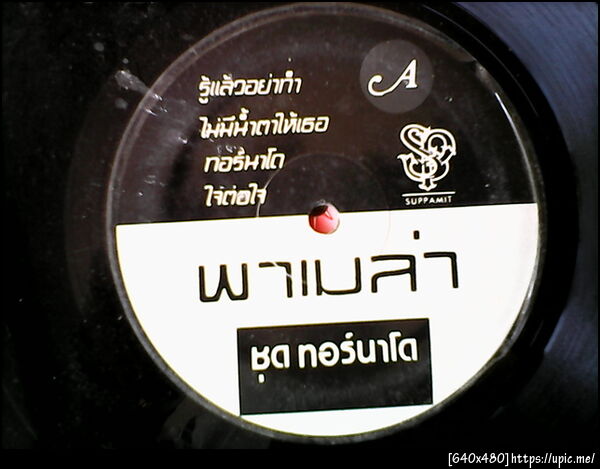 A
รู้แล้วอย่าทำ
ไม่มีน้ำตาให้เธอ
ทอร์นาโด
ใจต่อใจ
SUPPAMIT
พาเมล่า
ชุด ทอร์นาโด
[640x480]https://upic.me/